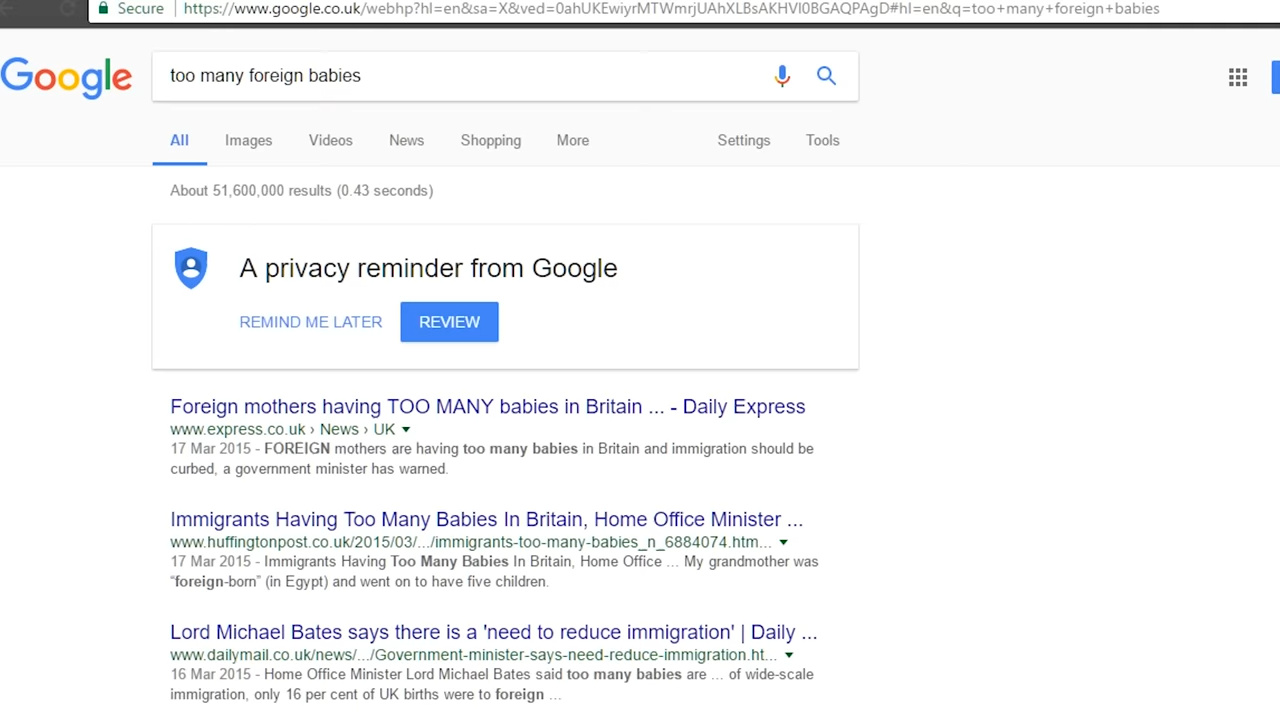 Secure https://www.google.co.uk/webhp?hl=en&sa=X&ved=0ahUKEwiyrMTWmrjUAhXLBsAKHVI0BGAQPAgD#hl=en&q=too+many+foreign+babies
Google too many foreign babies
All Images Videos News Shopping More Settings Tools
About 51,600,000 results (0.43 seconds)
A privacy reminder from Google
REMIND ME LATER REVIEW
Foreign mothers having TOO MANY babies in Britain ... - Daily Express
www.express.co.uk › News › UK
17 Mar 2015 - FOREIGN mothers are having too many babies in Britain and immigration should be
curbed, a government minister has warned.
Immigrants Having Too Many Babies In Britain, Home Office Minister ...
www.huffingtonpost.co.uk/2015/03/.../immigrants-too-many-babies_n_6884074.htm...
17 Mar 2015 - Immigrants Having Too Many Babies In Britain, Home Office ... My grandmother was
“foreign-born” (in Egypt) and went on to have five children.
Lord Michael Bates says there is a 'need to reduce immigration' | Daily ...
www.dailymail.co.uk/news/.../Government-minister-says-need-reduce-immigration.ht...
16 Mar 2015 - Home Office Minister Lord Michael Bates said too many babies are ... of wide-scale
immigration, only 16 per cent of UK births were to foreign ...